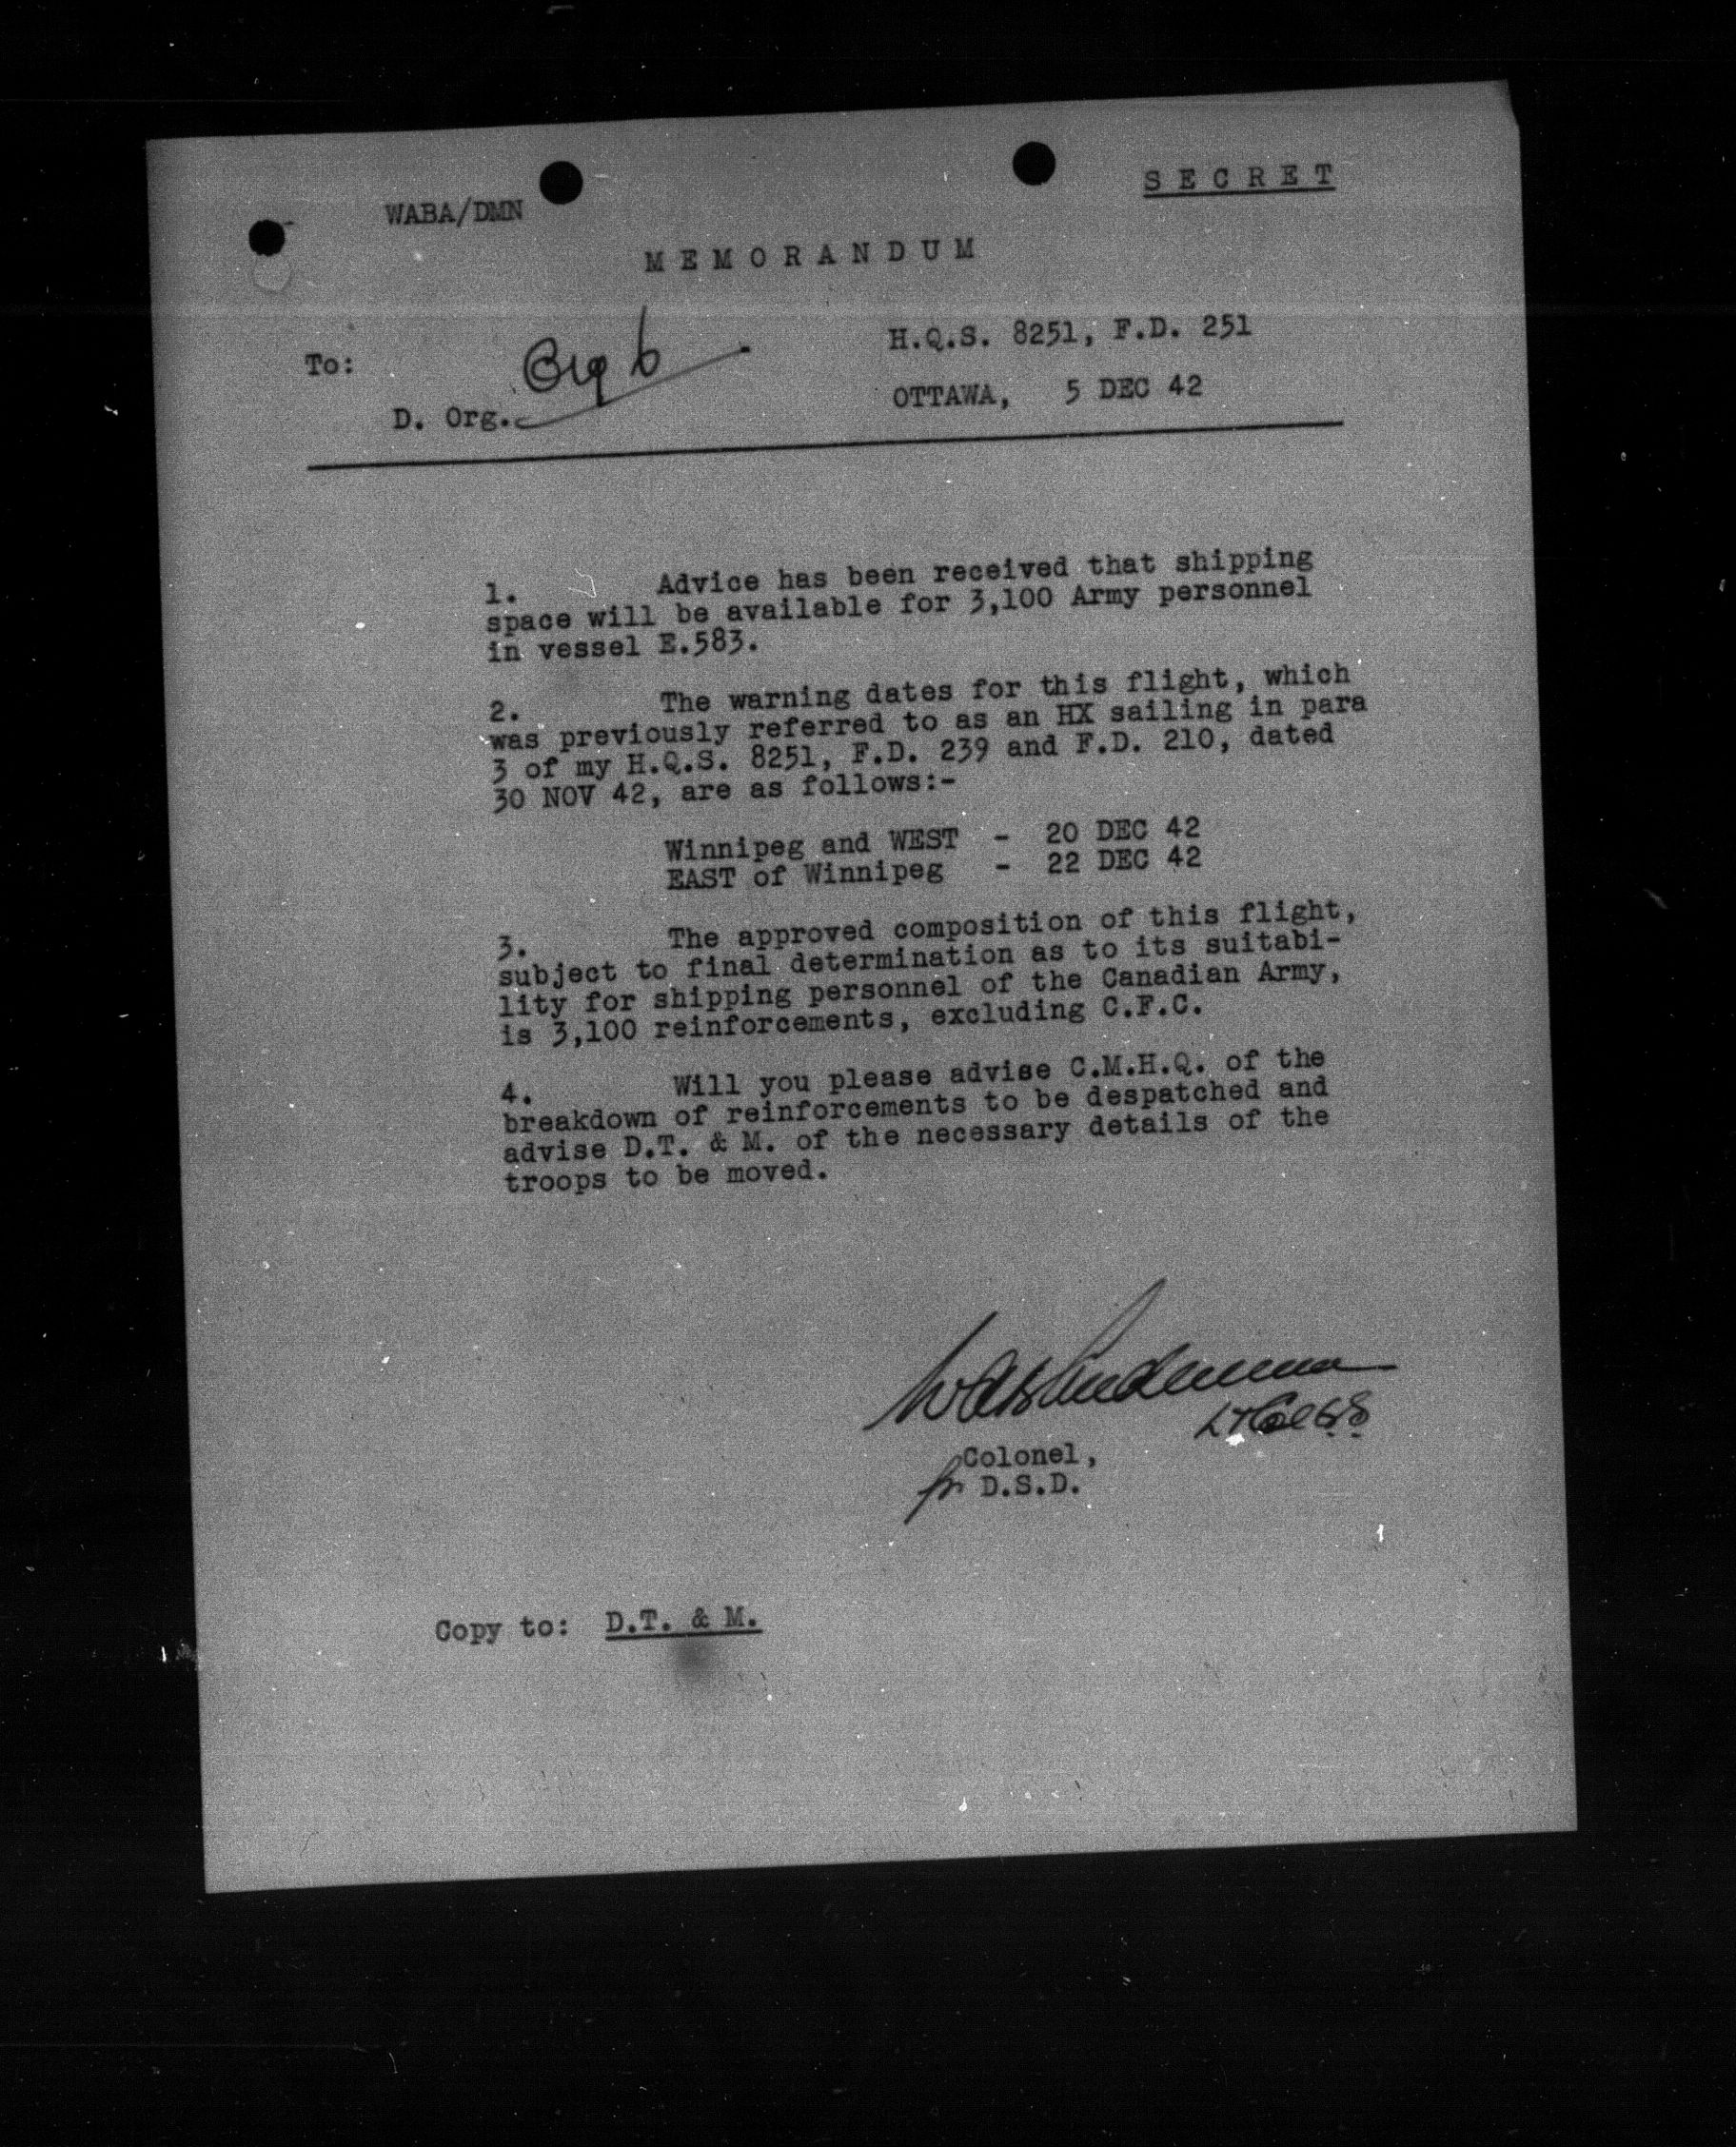 SECRET
WABA/DMN
MEMORANDUM
To:
Org 6
H.Q.S. 8251, F.D. 251
D. Org.
OTTAWA, 5 DEC 42
1. Advice has been received that shipping
space will be available for 3,100 Army personnel
in vessel E.583.
2. The warning dates for this flight, which
was previously referred to as an HX sailing in para
3 of my H.Q.S. 8251, F.D. 239 and F.D. 210, dated
30 NOV 42, are as follows:-
Winnipeg and WEST - 20 DEC 42
EAST of Winnipeg - 22 DEC 42
3. The approved composition of this flight,
subject to final determination as to its suitabi-
lity for shipping personnel of the Canadian Army,
is 3,100 reinforcements, excluding C.F.C.
4. Will you please advise C.M.H.Q. of the
breakdown of reinforcements to be despatched and
advise D.T. & M. of the necessary details of the
troops to be moved.
Colonel,
for D.S.D.
Copy to: D.T. & M.